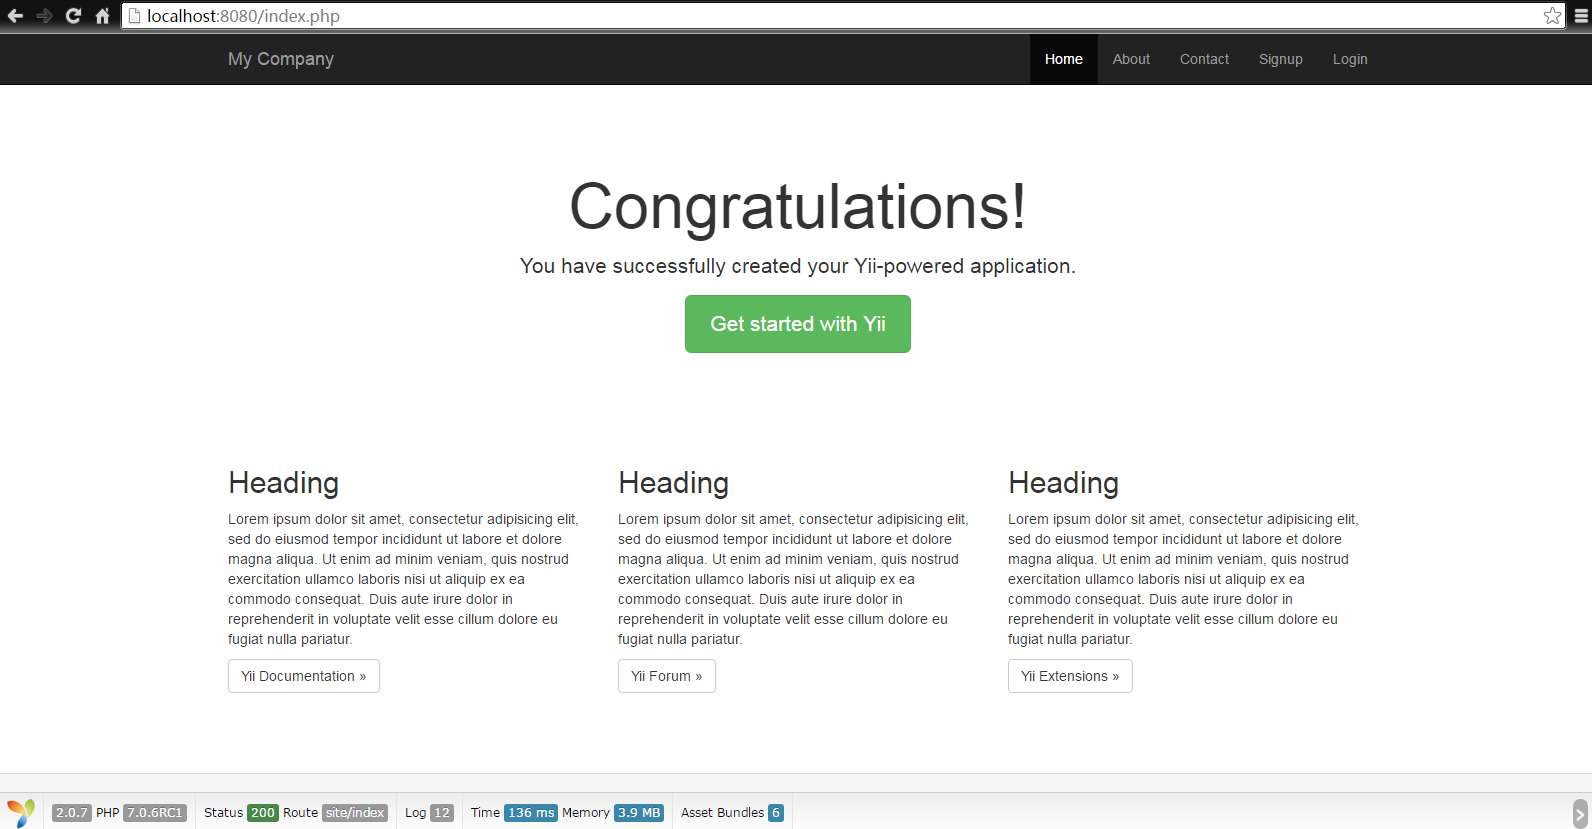 localhost:8080/index.php
My Company Home About Contact Signup Login
Congratulations!
You have successfully created your Yii-powered application.
Get started with Yii
Heading
Lorem ipsum dolor sit amet, consectetur adipisicing elit,
sed do eiusmod tempor incididunt ut labore et dolore
magna aliqua. Ut enim ad minim veniam, quis nostrud
exercitation ullamco laboris nisi ut aliquip ex ea
commodo consequat. Duis aute irure dolor in
reprehenderit in voluptate velit esse cillum dolore eu
fugiat nulla pariatur.
Yii Documentation »
Heading
Lorem ipsum dolor sit amet, consectetur adipisicing elit,
sed do eiusmod tempor incididunt ut labore et dolore
magna aliqua. Ut enim ad minim veniam, quis nostrud
exercitation ullamco laboris nisi ut aliquip ex ea
commodo consequat. Duis aute irure dolor in
reprehenderit in voluptate velit esse cillum dolore eu
fugiat nulla pariatur.
Yii Forum »
Heading
Lorem ipsum dolor sit amet, consectetur adipisicing elit,
sed do eiusmod tempor incididunt ut labore et dolore
magna aliqua. Ut enim ad minim veniam, quis nostrud
exercitation ullamco laboris nisi ut aliquip ex ea
commodo consequat. Duis aute irure dolor in
reprehenderit in voluptate velit esse cillum dolore eu
fugiat nulla pariatur.
Yii Extensions »
2.0.7 PHP 7.0.6RC1 Status 200 Route site/index Log 12 Time 136 ms Memory 3.9 MB Asset Bundles 6